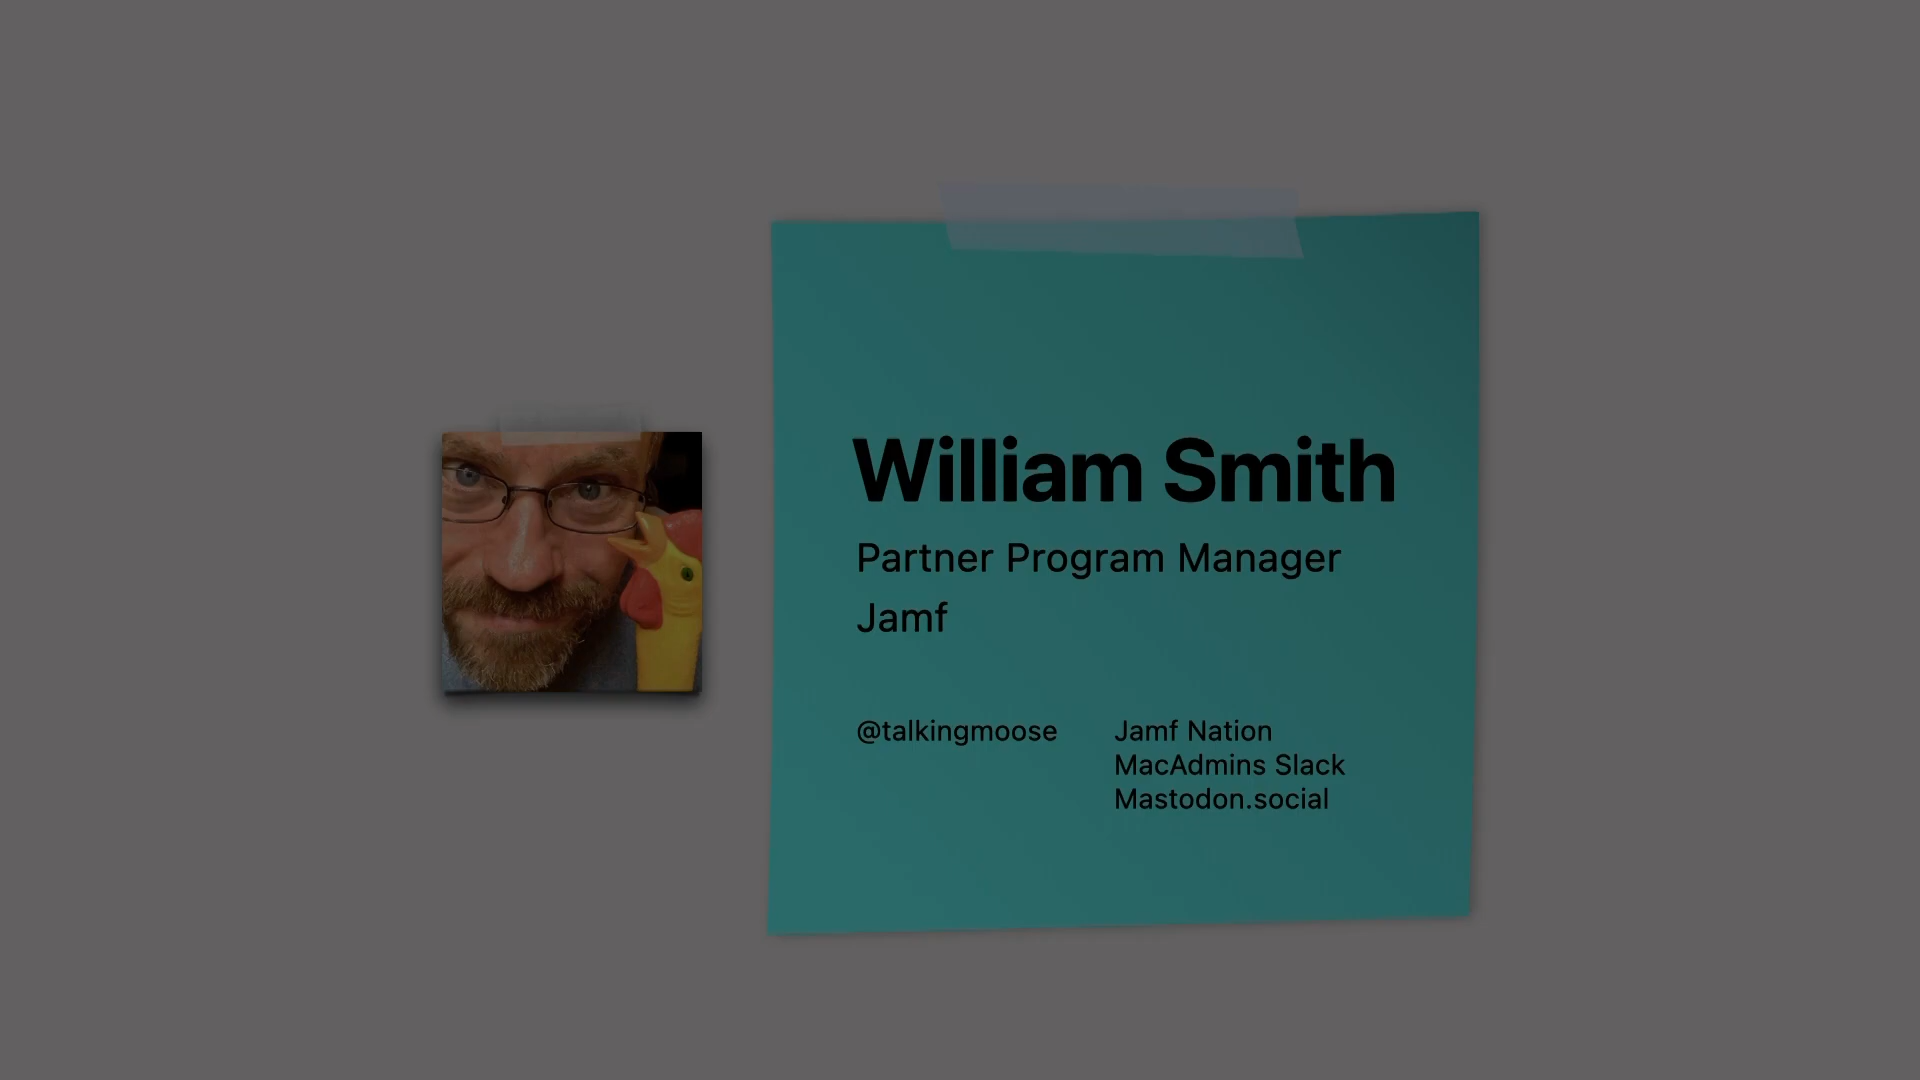 William Smith
Partner Program Manager
Jamf
@talkingmoose
Jamf Nation
MacAdmins Slack
Mastodon.social